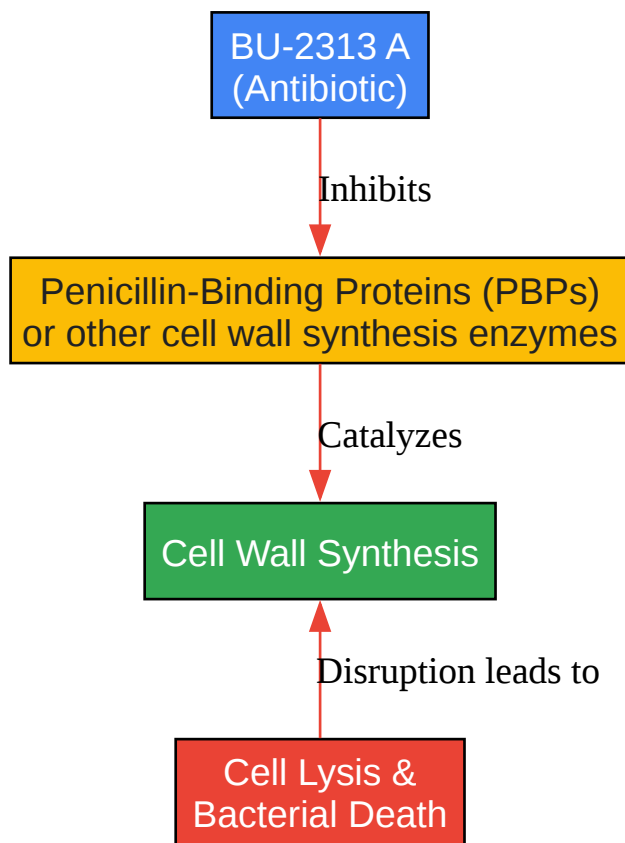 BU-2313 A
(Antibiotic)
Inhibits
Penicillin-Binding Proteins (PBPs)
or other cell wall synthesis enzymes
Catalyzes
Cell Wall Synthesis
Disruption leads to
Cell Lysis &
Bacterial Death